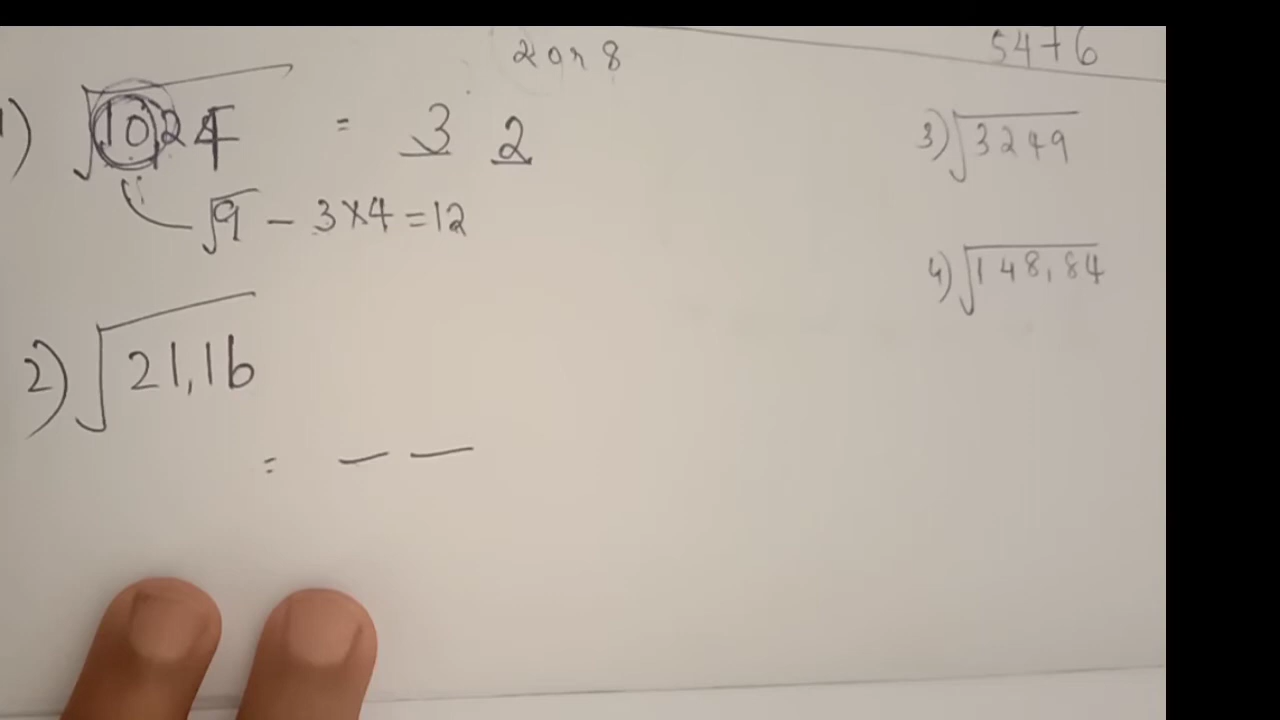 2 or 8
54+6
1) √1024 = 3 2
√9 - 3×4=12
2) √21,16
= — —
3) √3249
4) √148,84